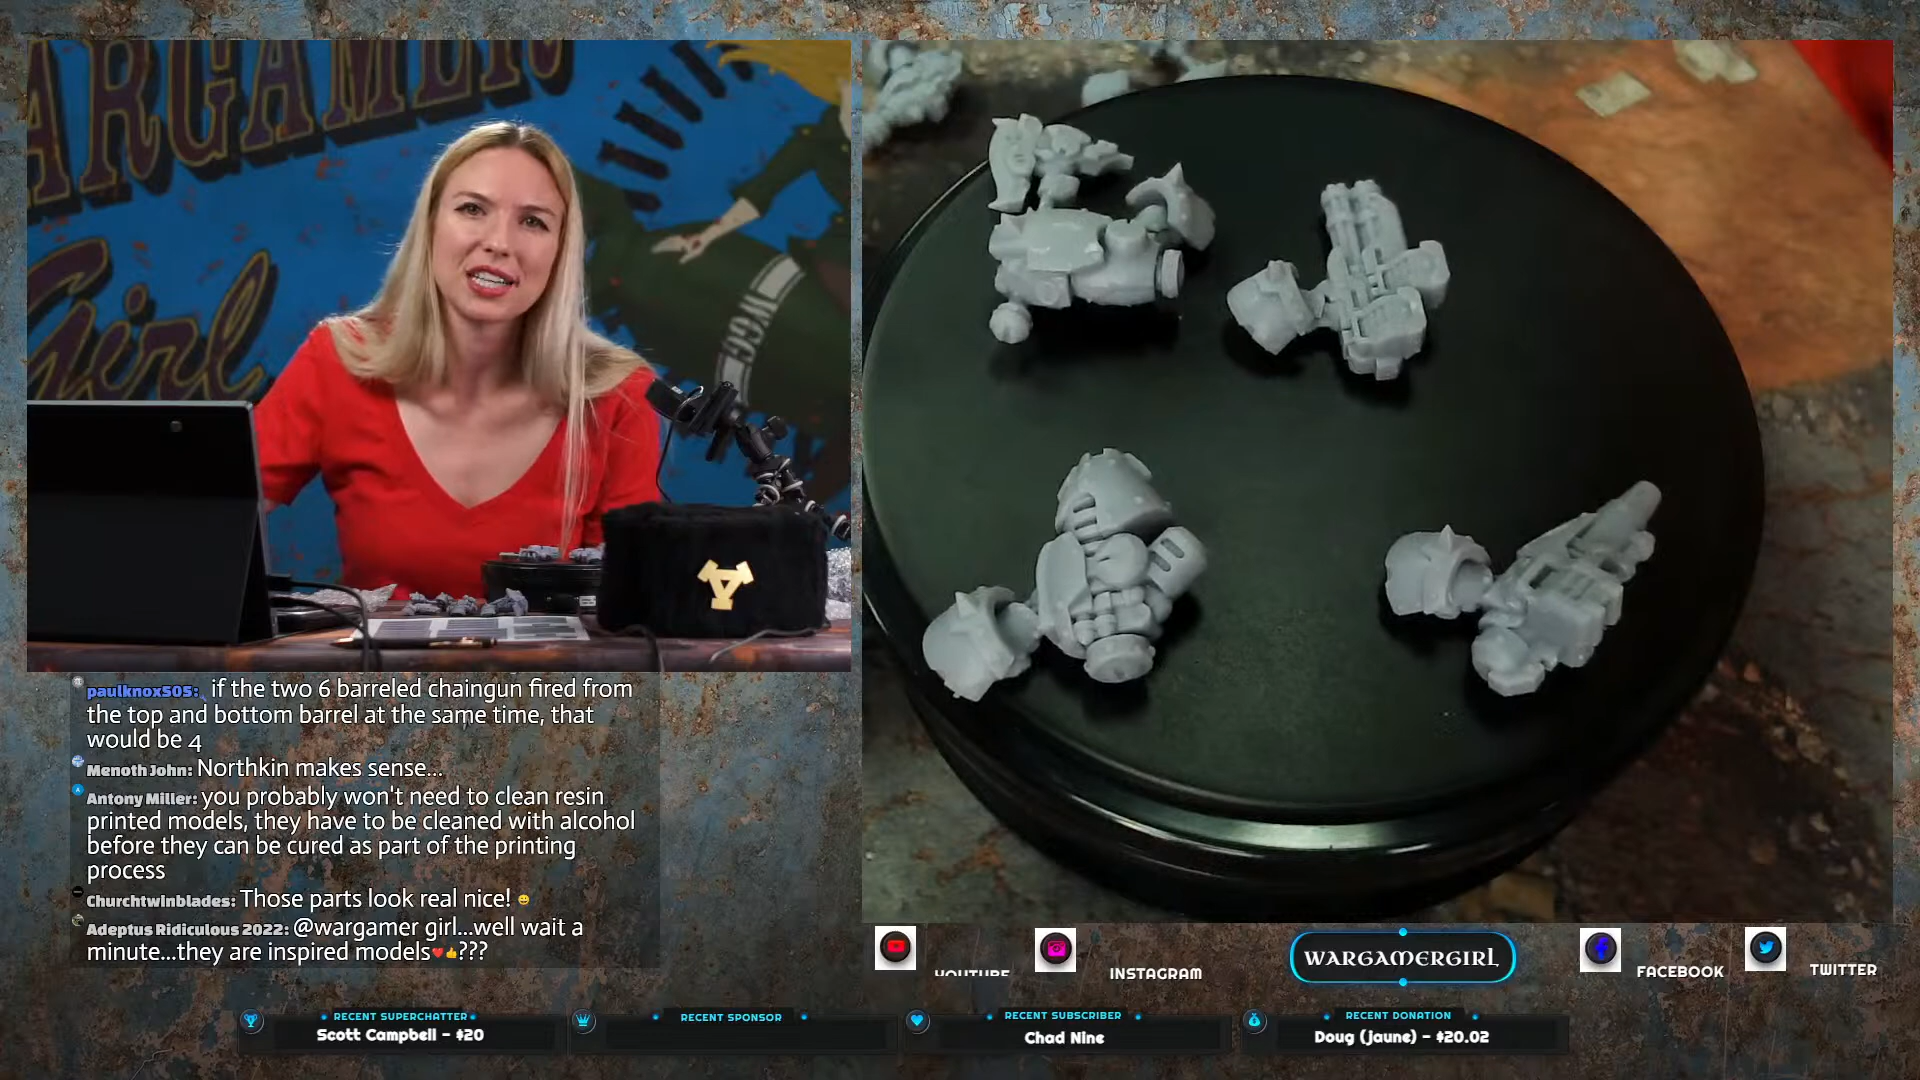 ARGAMER
Girl
WGG
paulknox505: if the two 6 barreled chaingun fired from
the top and bottom barrel at the same time, that
would be 4
Menoth John: Northkin makes sense...
Antony Miller: you probably won't need to clean resin
printed models, they have to be cleaned with alcohol
before they can be cured as part of the printing
process
Churchtwinblades: Those parts look real nice! 😀
Adeptus Ridiculous 2022: @wargamer girl...well wait a
minute...they are inspired models❤️👍???
YOUTUBE
INSTAGRAM
WARGAMERGIRL
FACEBOOK
TWITTER
RECENT SUPERCHATTER
Scott Campbell - $20
RECENT SPONSOR
RECENT SUBSCRIBER
Chad Nine
RECENT DONATION
Doug (jaune) - $20.02